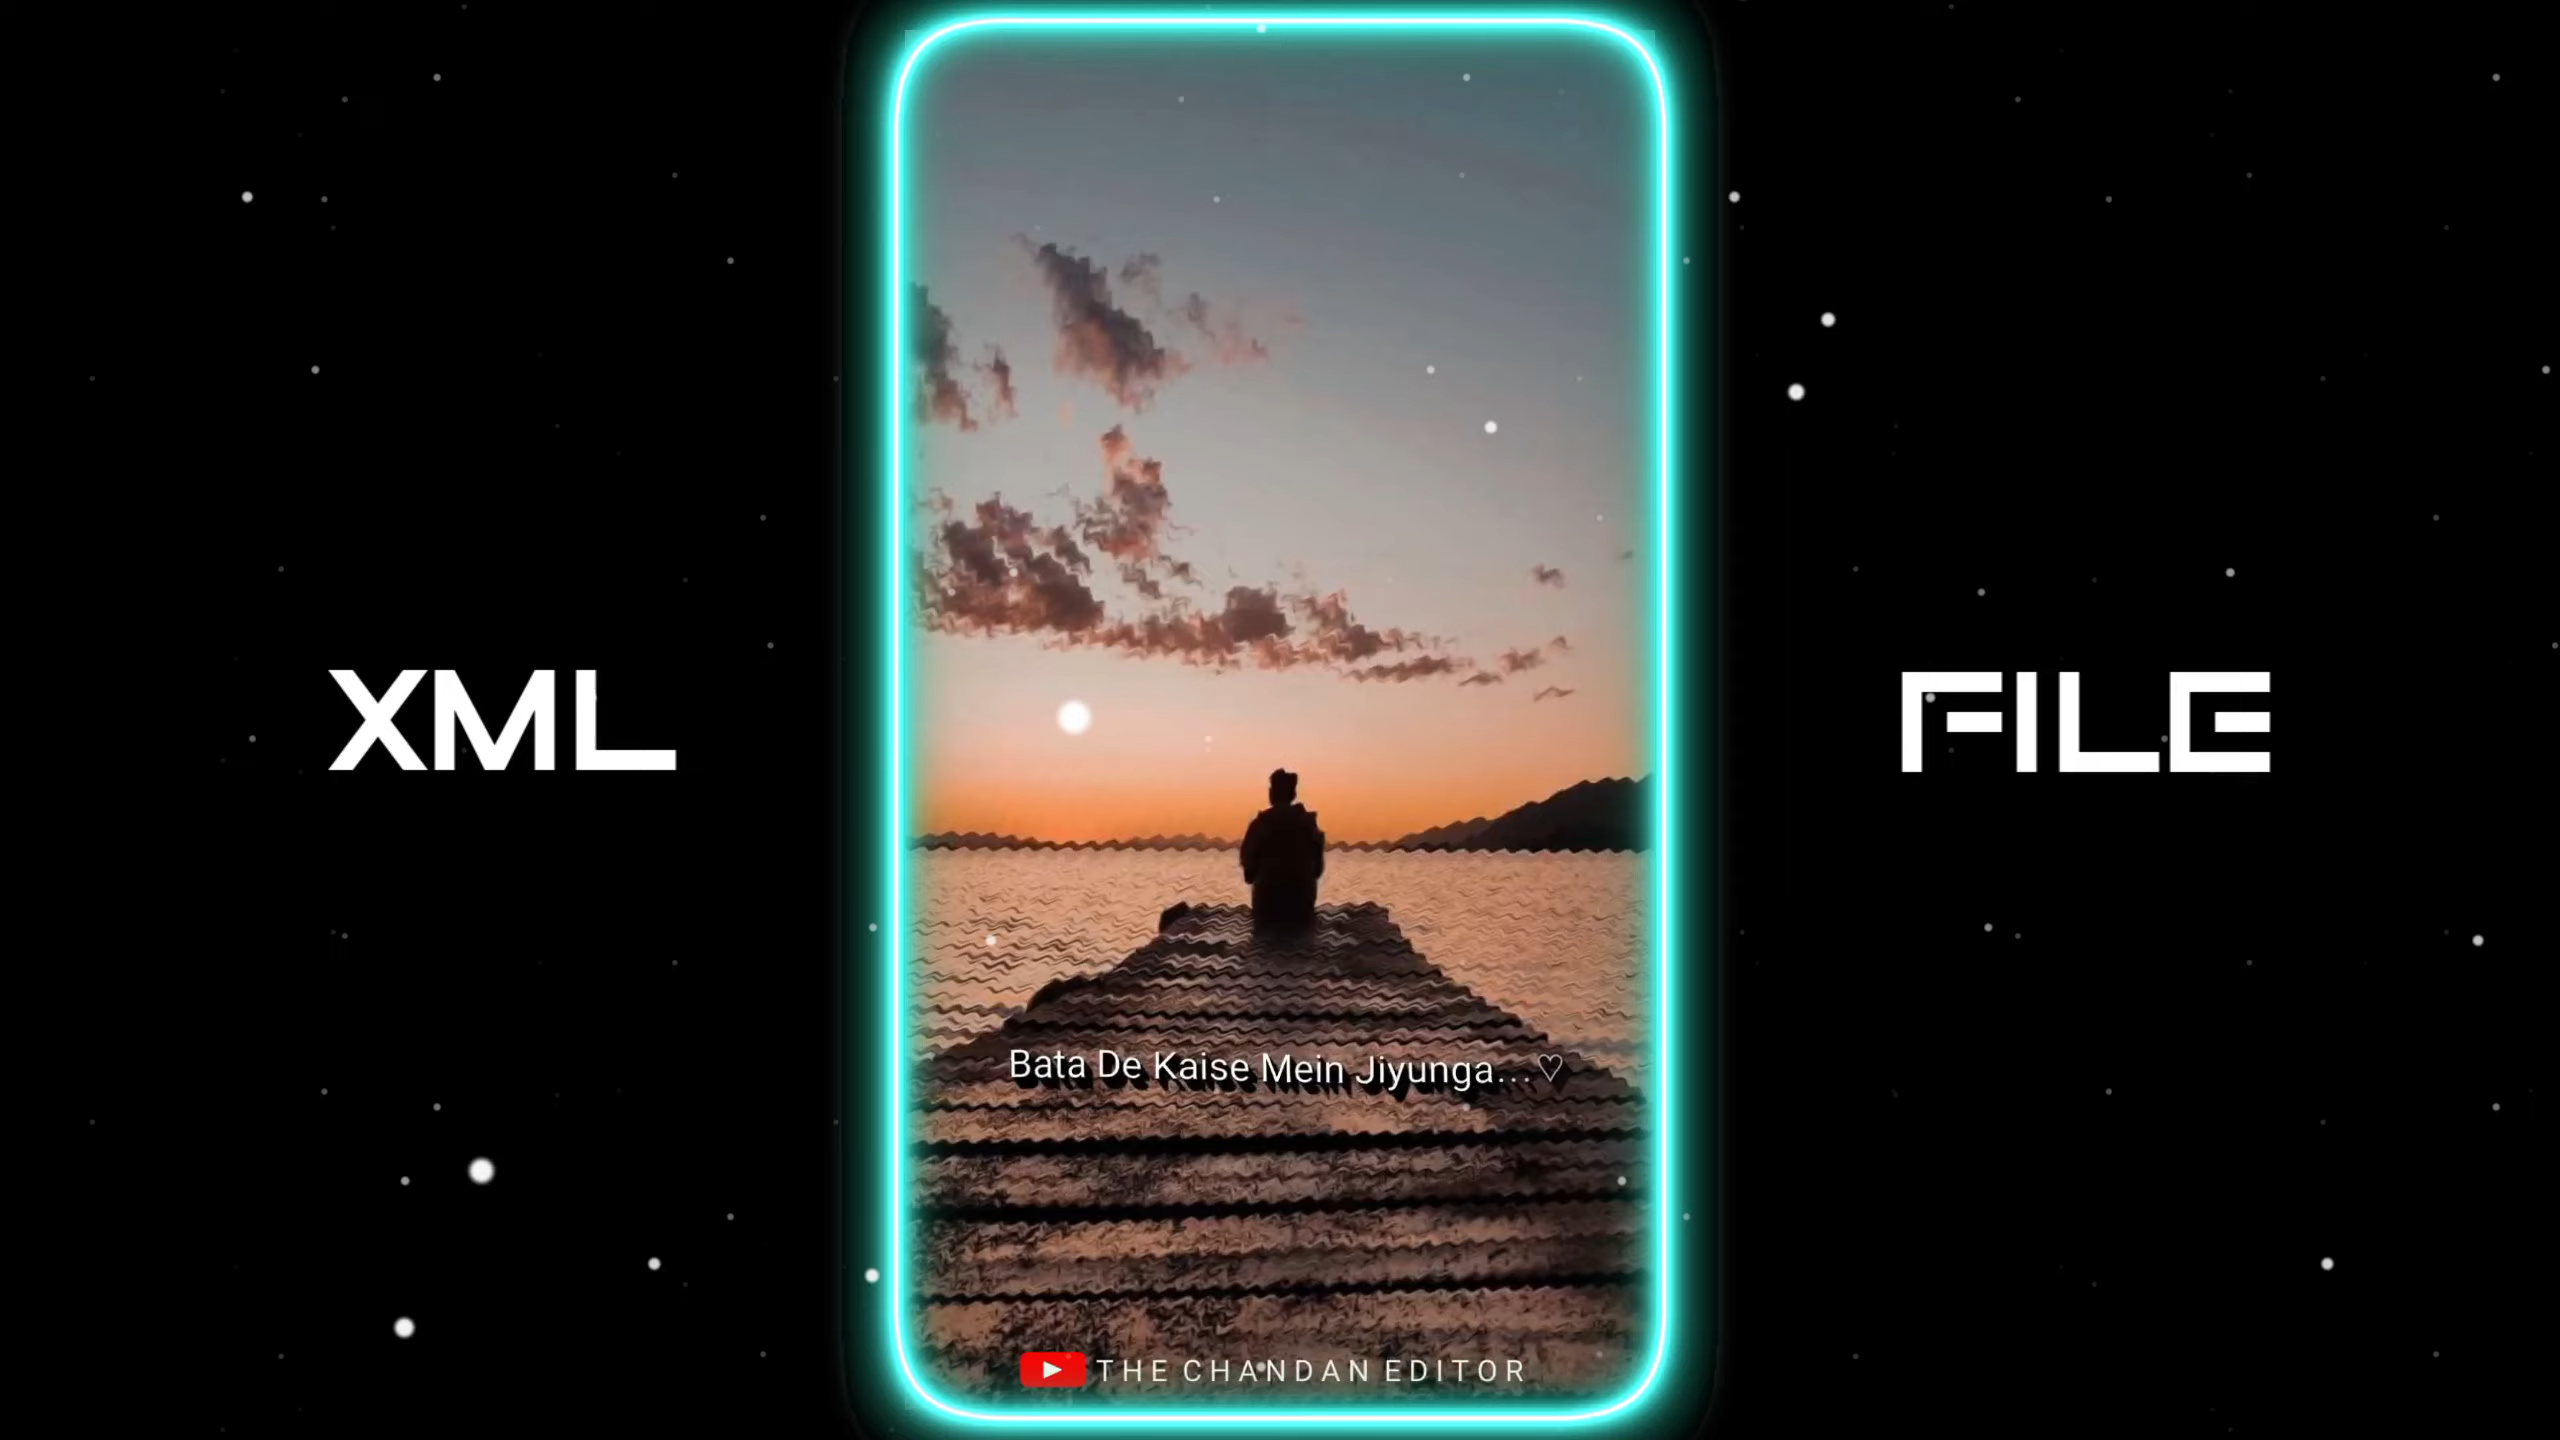 XML
FILE
Bata De Kaise Mein Jiyunga...♡
THE CHANDAN EDITOR